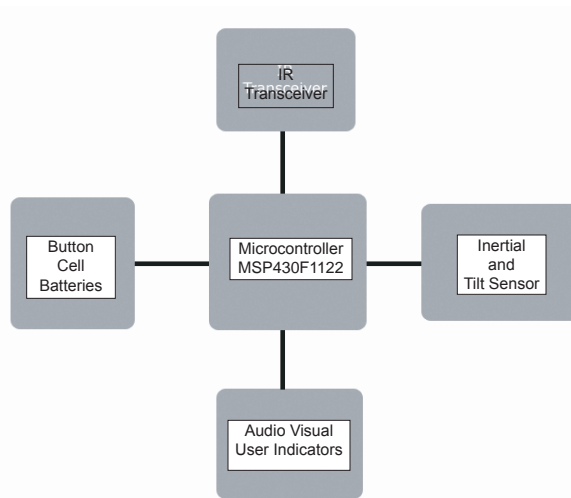 IR
Transceiver
Button
Cell
Batteries
Microcontroller
MSP430F1122
Inertial
and
Tilt Sensor
Audio Visual
User Indicators